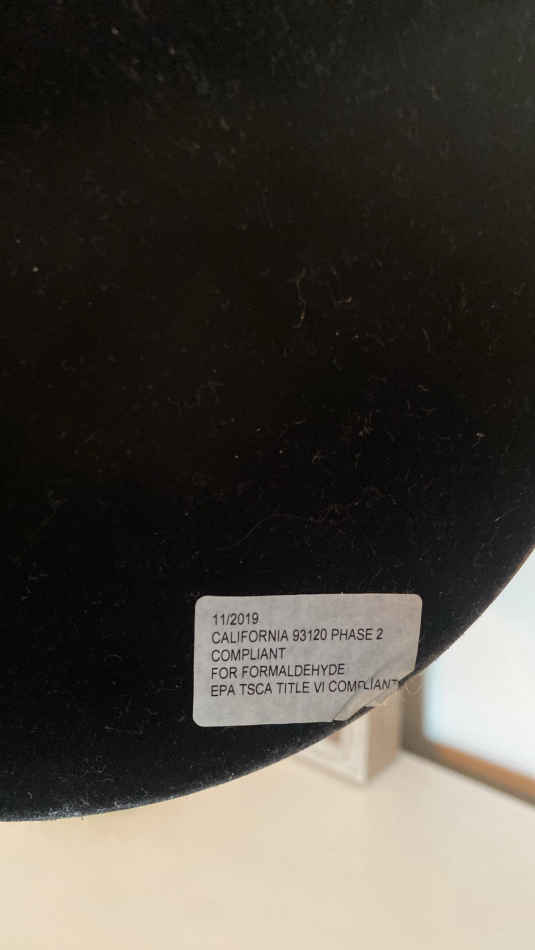 11/2019
CALIFORNIA 93120 PHASE 2
COMPLIANT
FOR FORMALDEHYDE
EPA TSCA TITLE VI COMPLIANT